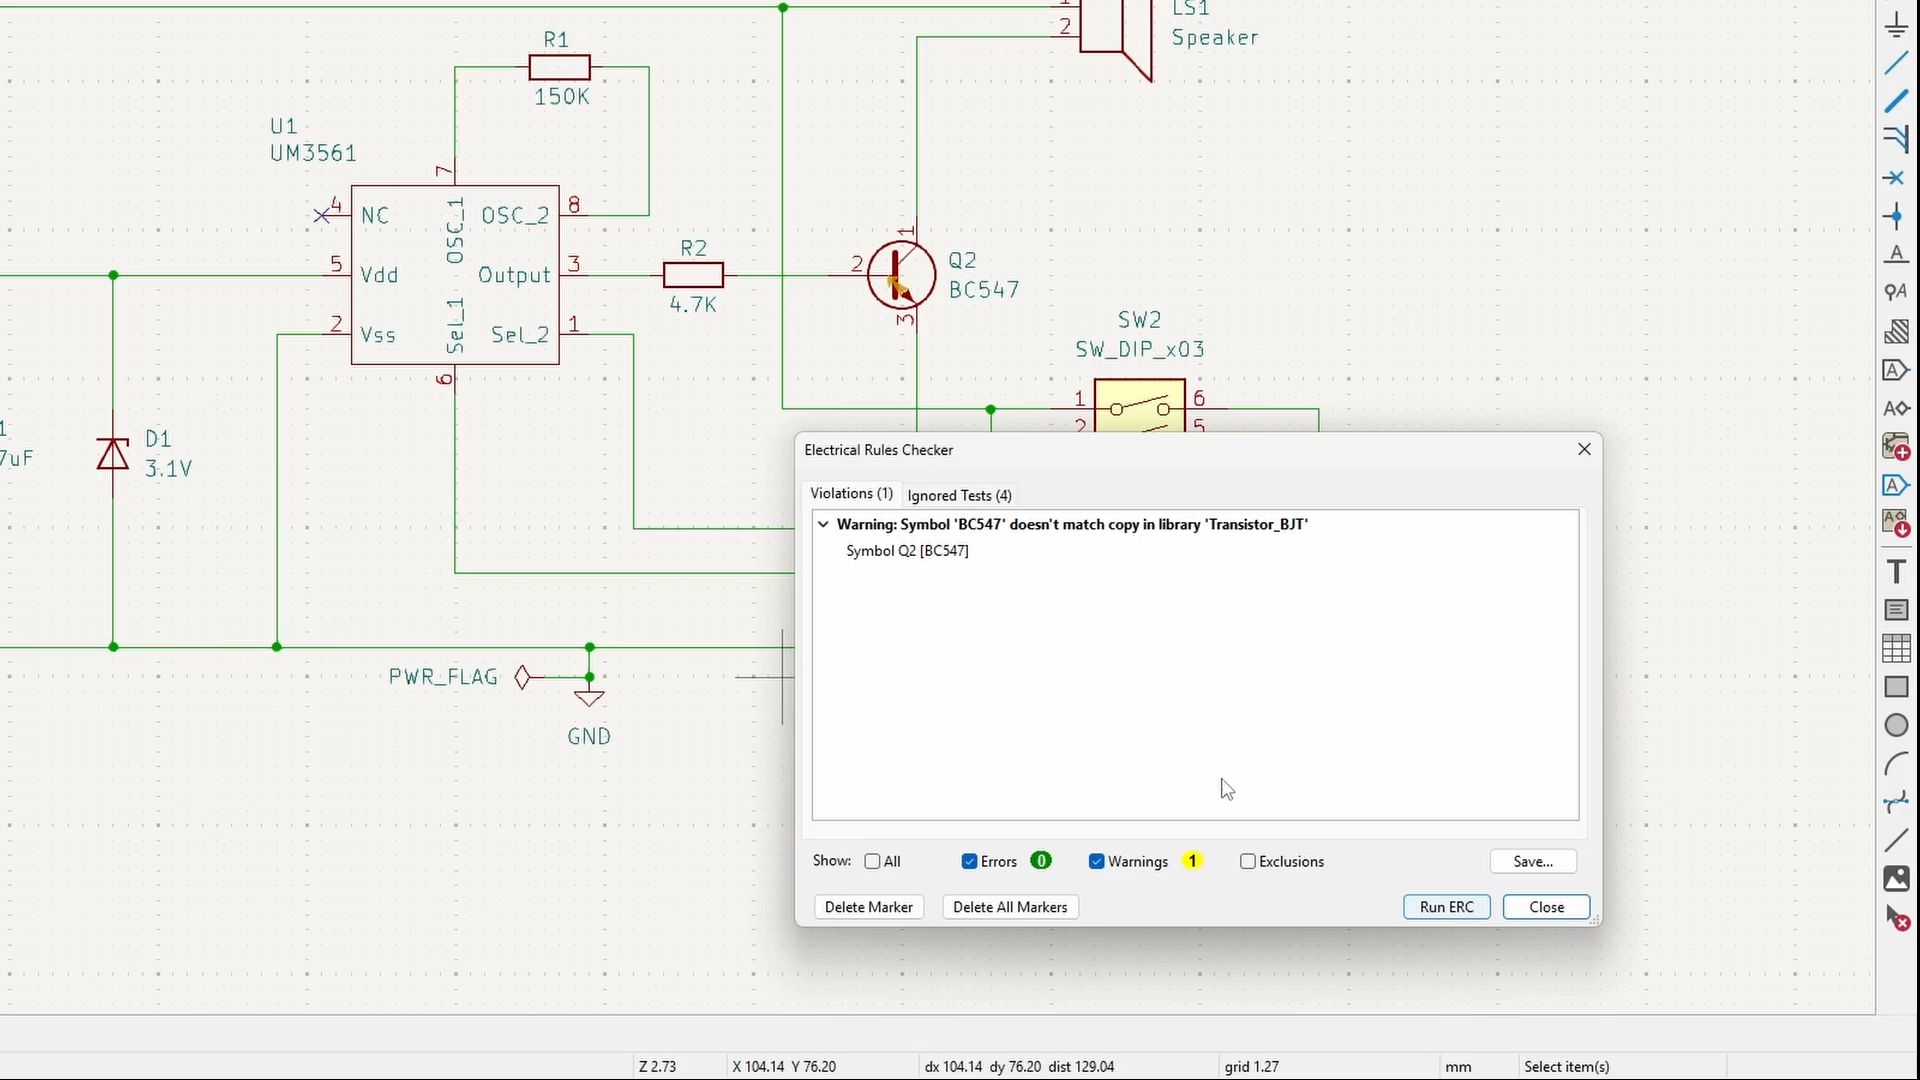 LS1
1
2
Speaker
R1
150K
U1
UM3561
7
4
NC
OSC_1
OSC_2
8
5
Vdd
Output
3
R2
4.7K
2
Vss
Sel_1
Sel_2
1
6
1
2
3
Q2
BC547
SW2
SW_DIP_x03
1
6
2
5
1
7uF
D1
3.1V
PWR_FLAG
GND
Electrical Rules Checker
Violations (1)
Ignored Tests (4)
Warning: Symbol 'BC547' doesn't match copy in library 'Transistor_BJT'
Symbol Q2 [BC547]
Show:
All
Errors
0
Warnings
1
Exclusions
Save...
Delete Marker
Delete All Markers
Run ERC
Close
A
A
A
A
A
A
T
Z 2.73
X 104.14 Y 76.20
dx 104.14 dy 76.20 dist 129.04
grid 1.27
mm
Select item(s)